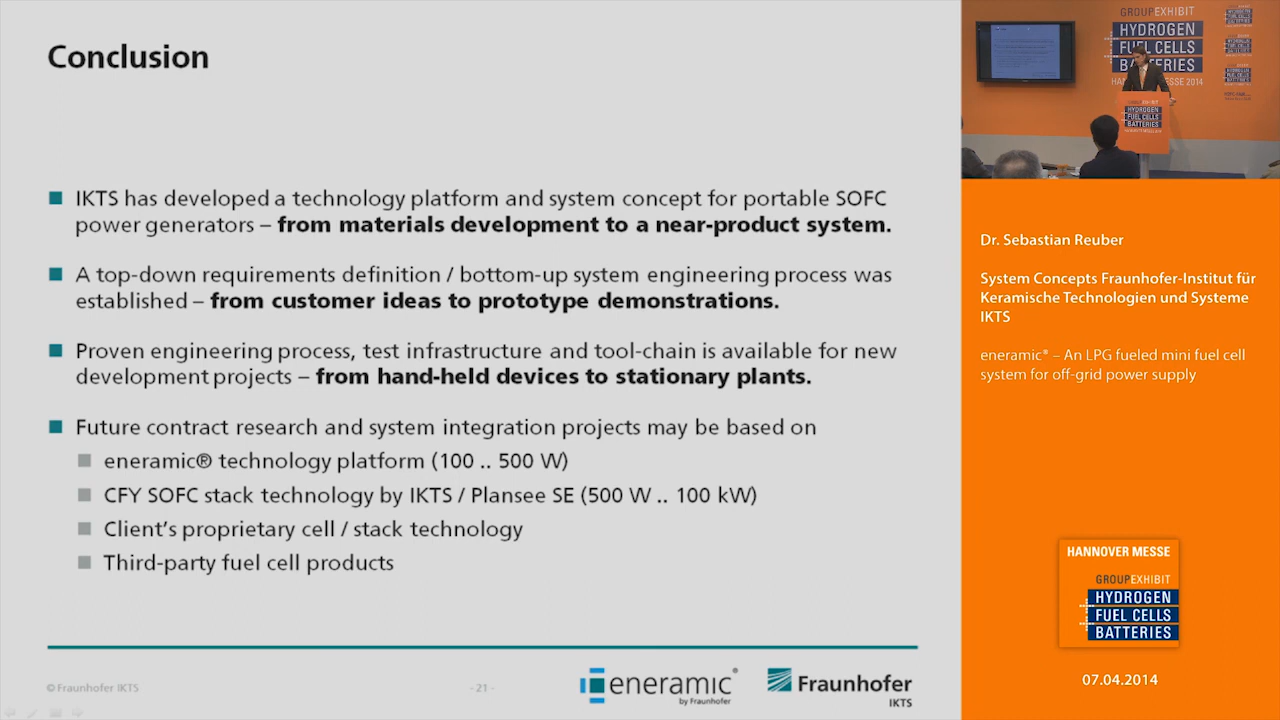 Conclusion
IKTS has developed a technology platform and system concept for portable SOFC
power generators – from materials development to a near-product system.
A top-down requirements definition / bottom-up system engineering process was
established – from customer ideas to prototype demonstrations.
Proven engineering process, test infrastructure and tool-chain is available for new
development projects – from hand-held devices to stationary plants.
Future contract research and system integration projects may be based on
eneramic® technology platform (100 .. 500 W)
CFY SOFC stack technology by IKTS / Plansee SE (500 W .. 100 kW)
Client's proprietary cell / stack technology
Third-party fuel cell products
© Fraunhofer IKTS
- 21 -
eneramic®
by Fraunhofer
Fraunhofer
IKTS
GROUPEXHIBIT
HYDROGEN
FUEL CELLS
BATTERIES
HYDROGEN
FUEL CELLS
BATTERIES
Dr. Sebastian Reuber
System Concepts Fraunhofer-Institut für
Keramische Technologien und Systeme
IKTS
eneramic® – An LPG fueled mini fuel cell
system for off-grid power supply
HANNOVER MESSE
GROUPEXHIBIT
HYDROGEN
FUEL CELLS
BATTERIES
07.04.2014